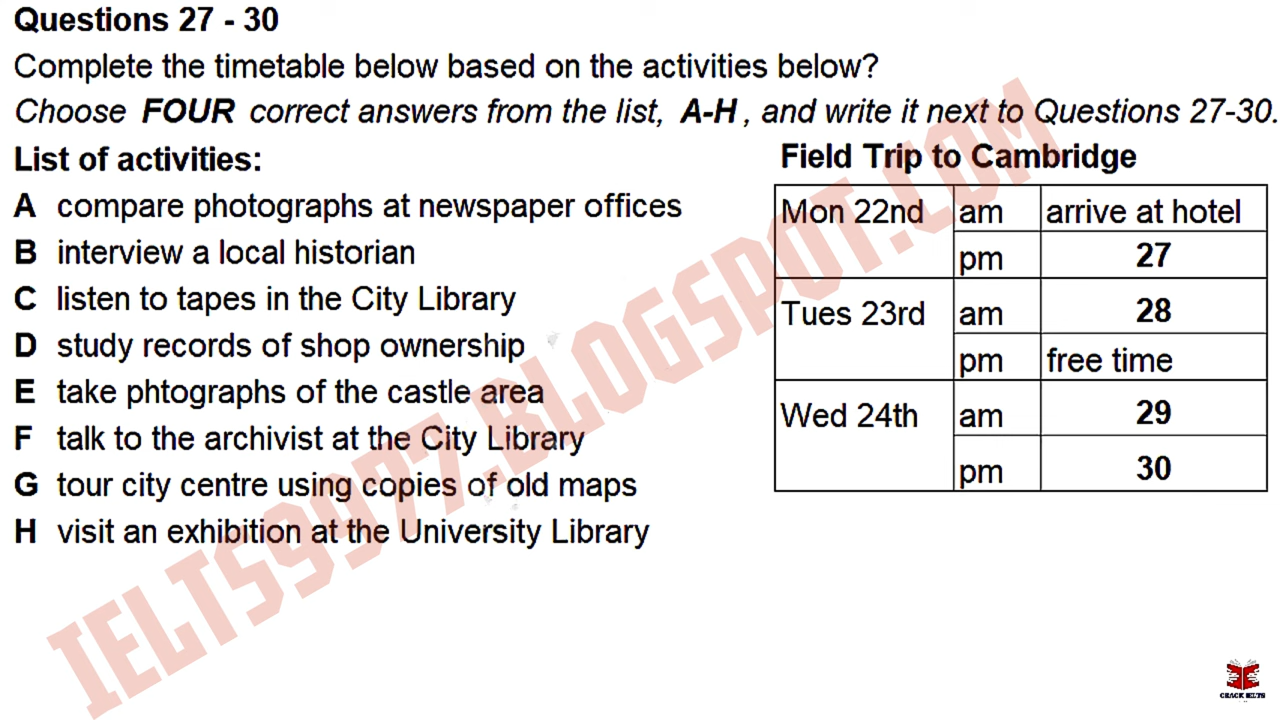 Questions 27 - 30
Complete the timetable below based on the activities below?
Choose FOUR correct answers from the list, A-H , and write it next to Questions 27-30.
List of activities:
A compare photographs at newspaper offices
B interview a local historian
C listen to tapes in the City Library
D study records of shop ownership
E take phtographs of the castle area
F talk to the archivist at the City Library
G tour city centre using copies of old maps
H visit an exhibition at the University Library
Field Trip to Cambridge
Mon 22nd am arrive at hotel
pm 27
Tues 23rd am 28
pm free time
Wed 24th am 29
pm 30
IELTS9977.BLOGSPOT.COM
CRACK IELTS